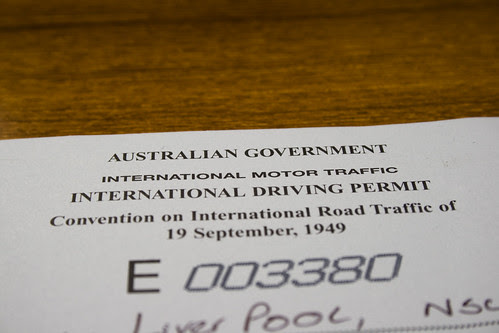 AUSTRALIAN GOVERNMENT
INTERNATIONAL MOTOR TRAFFIC
INTERNATIONAL DRIVING PERMIT
Convention on International Road Traffic of
19 September, 1949
E 003380
Liver Pool,